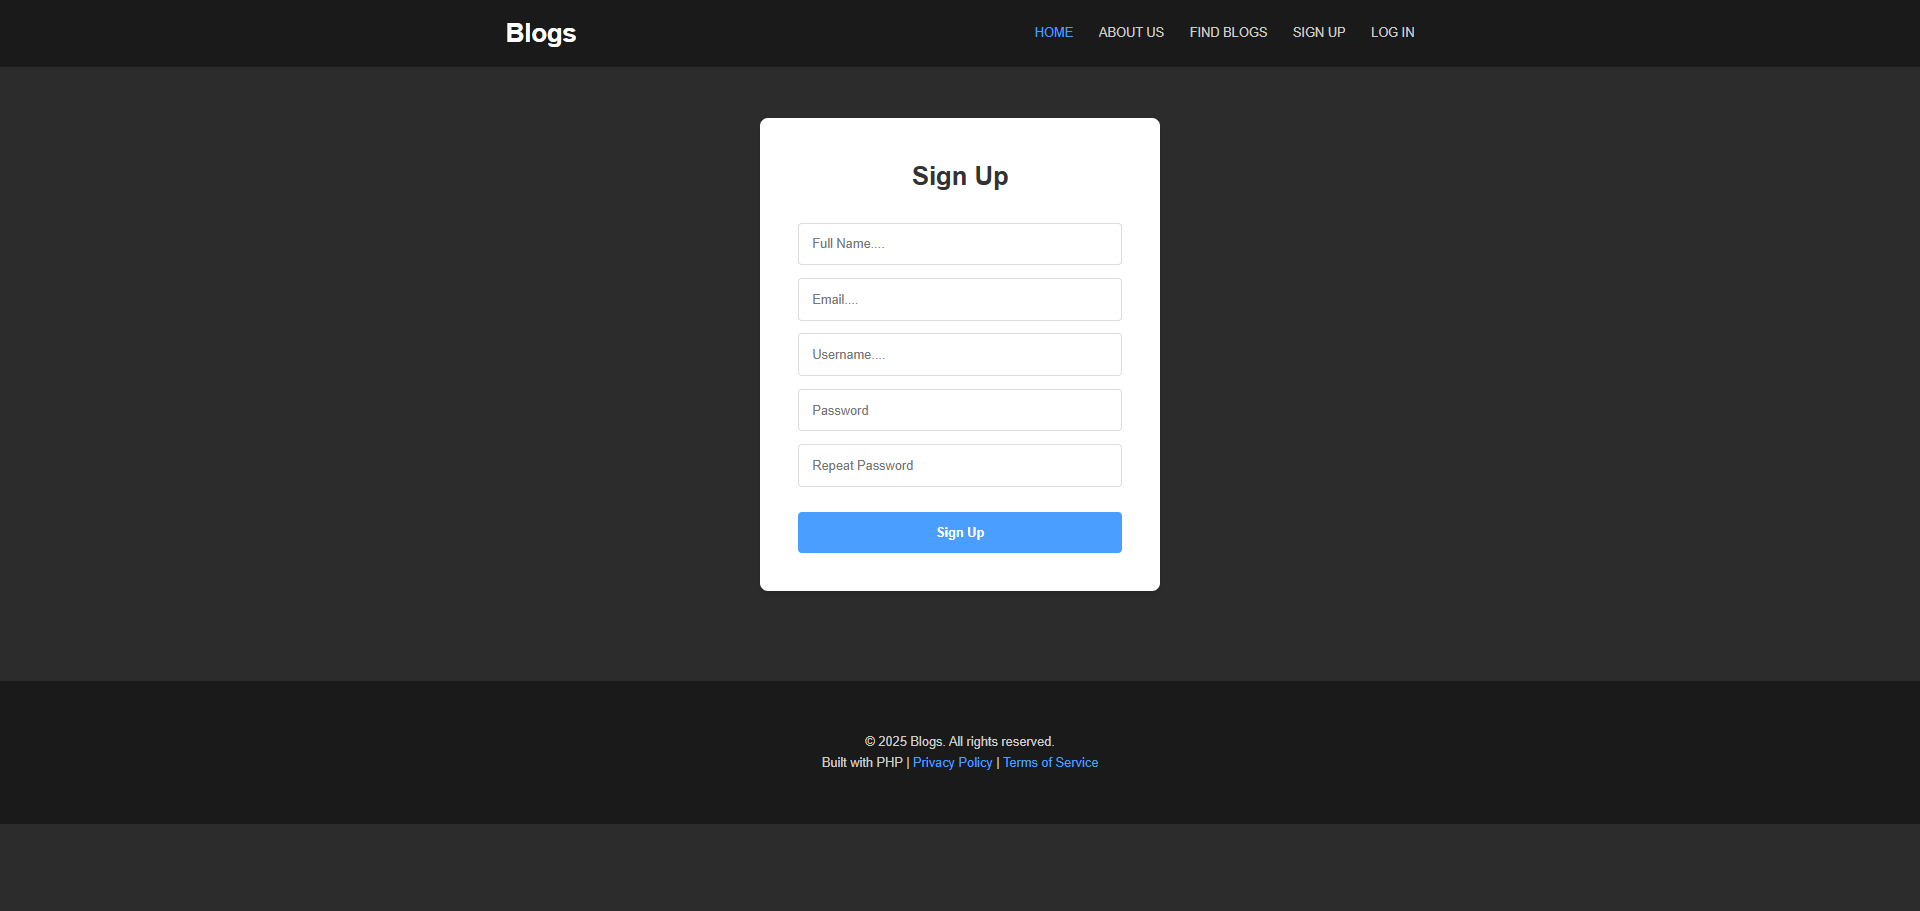 Blogs
HOME ABOUT US FIND BLOGS SIGN UP LOG IN
Sign Up
Full Name....
Email....
Username....
Password
Repeat Password
Sign Up
© 2025 Blogs. All rights reserved.
Built with PHP | Privacy Policy | Terms of Service